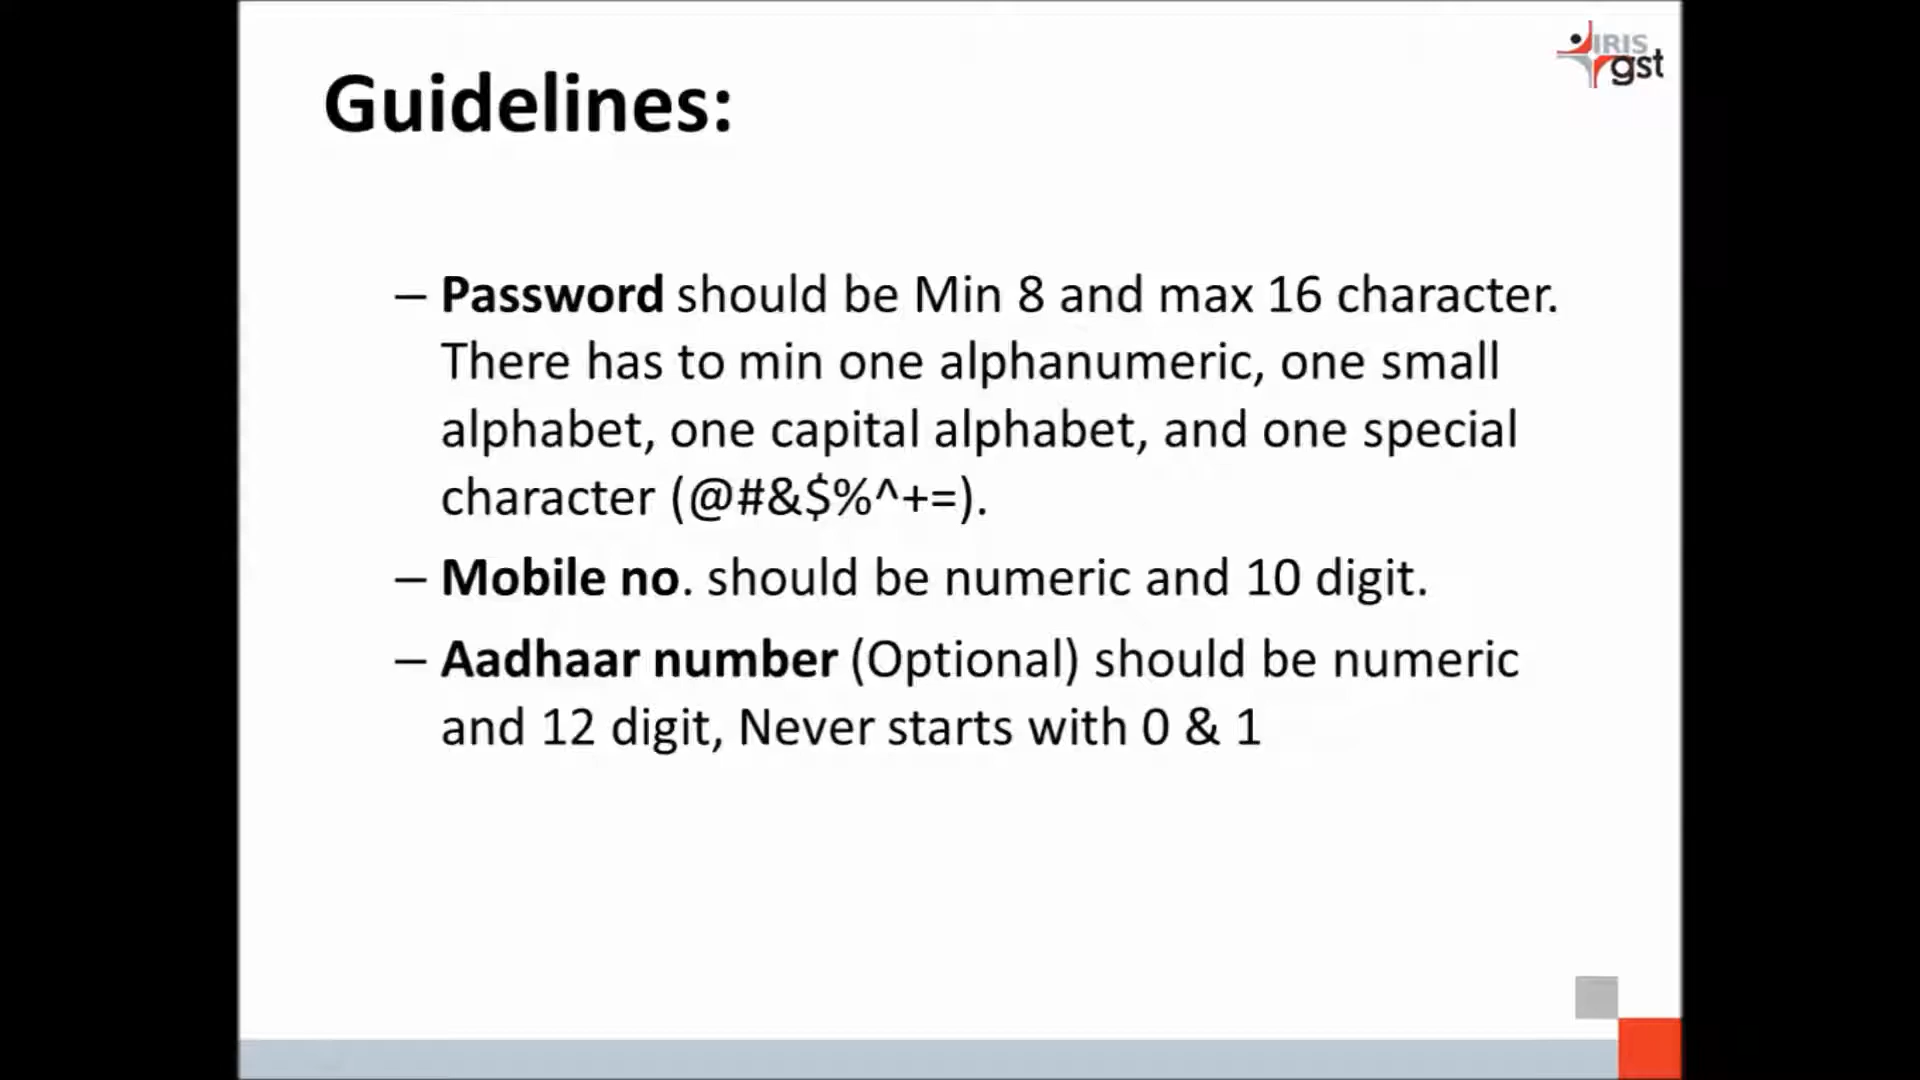 IRIS
gst
Guidelines:
– Password should be Min 8 and max 16 character.
There has to min one alphanumeric, one small
alphabet, one capital alphabet, and one special
character (@#&$%^+=).
– Mobile no. should be numeric and 10 digit.
– Aadhaar number (Optional) should be numeric
and 12 digit, Never starts with 0 & 1